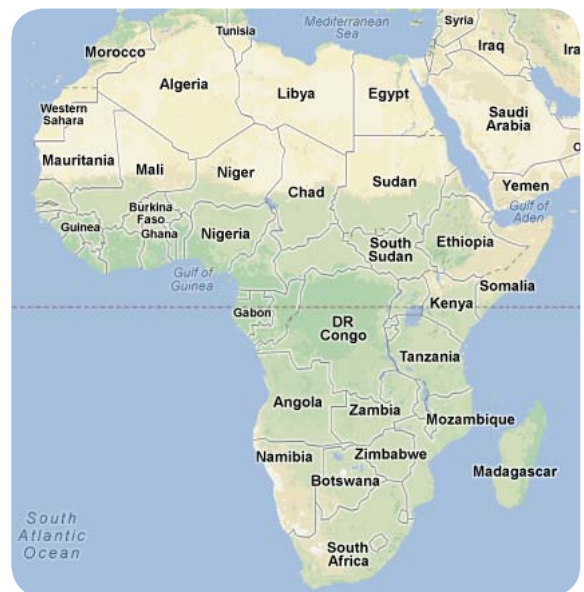 Mediterranean
Sea
Syria
Tunisia
Morocco
Iraq
Ira
Algeria
Libya
Egypt
Western
Sahara
Saudi
Arabia
Mauritania
Mali
Niger
Chad
Sudan
Yemen
Gulf of
Aden
Burkina
Faso
Guinea
Ghana
Nigeria
South
Sudan
Ethiopia
Gulf of
Guinea
Somalia
Gabon
Kenya
DR
Congo
Tanzania
Angola
Zambia
Mozambique
Namibia
Zimbabwe
Botswana
Madagascar
South
Atlantic
Ocean
South
Africa